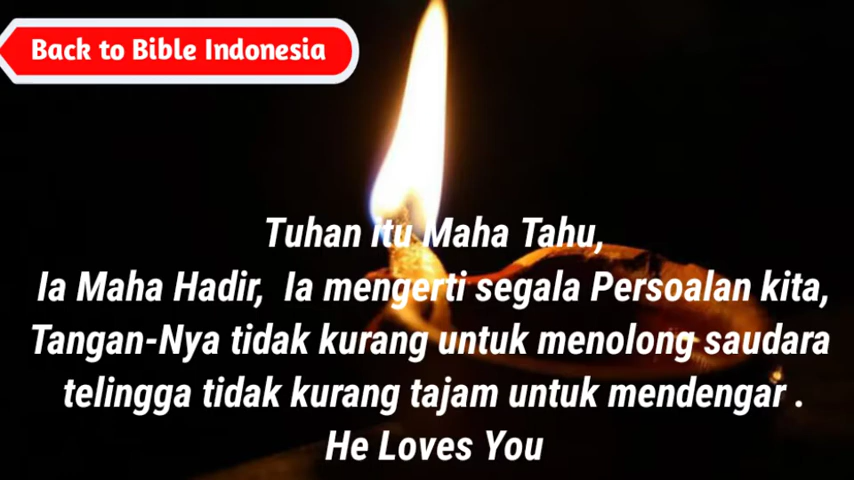 Back to Bible Indonesia
Tuhan itu Maha Tahu,
Ia Maha Hadir, Ia mengerti segala Persoalan kita,
Tangan-Nya tidak kurang untuk menolong saudara
telingga tidak kurang tajam untuk mendengar .
He Loves You